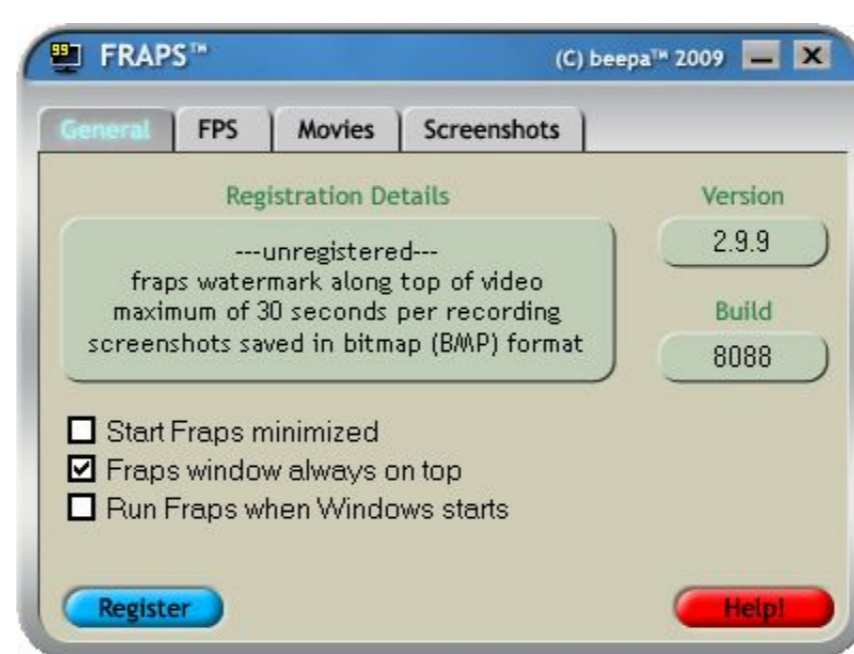 99
FRAPS™
(C) beepa™ 2009
General
FPS
Movies
Screenshots
Registration Details
---unregistered---
fraps watermark along top of video
maximum of 30 seconds per recording
screenshots saved in bitmap (BMP) format
Version
2.9.9
Build
8088
Start Fraps minimized
Fraps window always on top
Run Fraps when Windows starts
Register
Help!